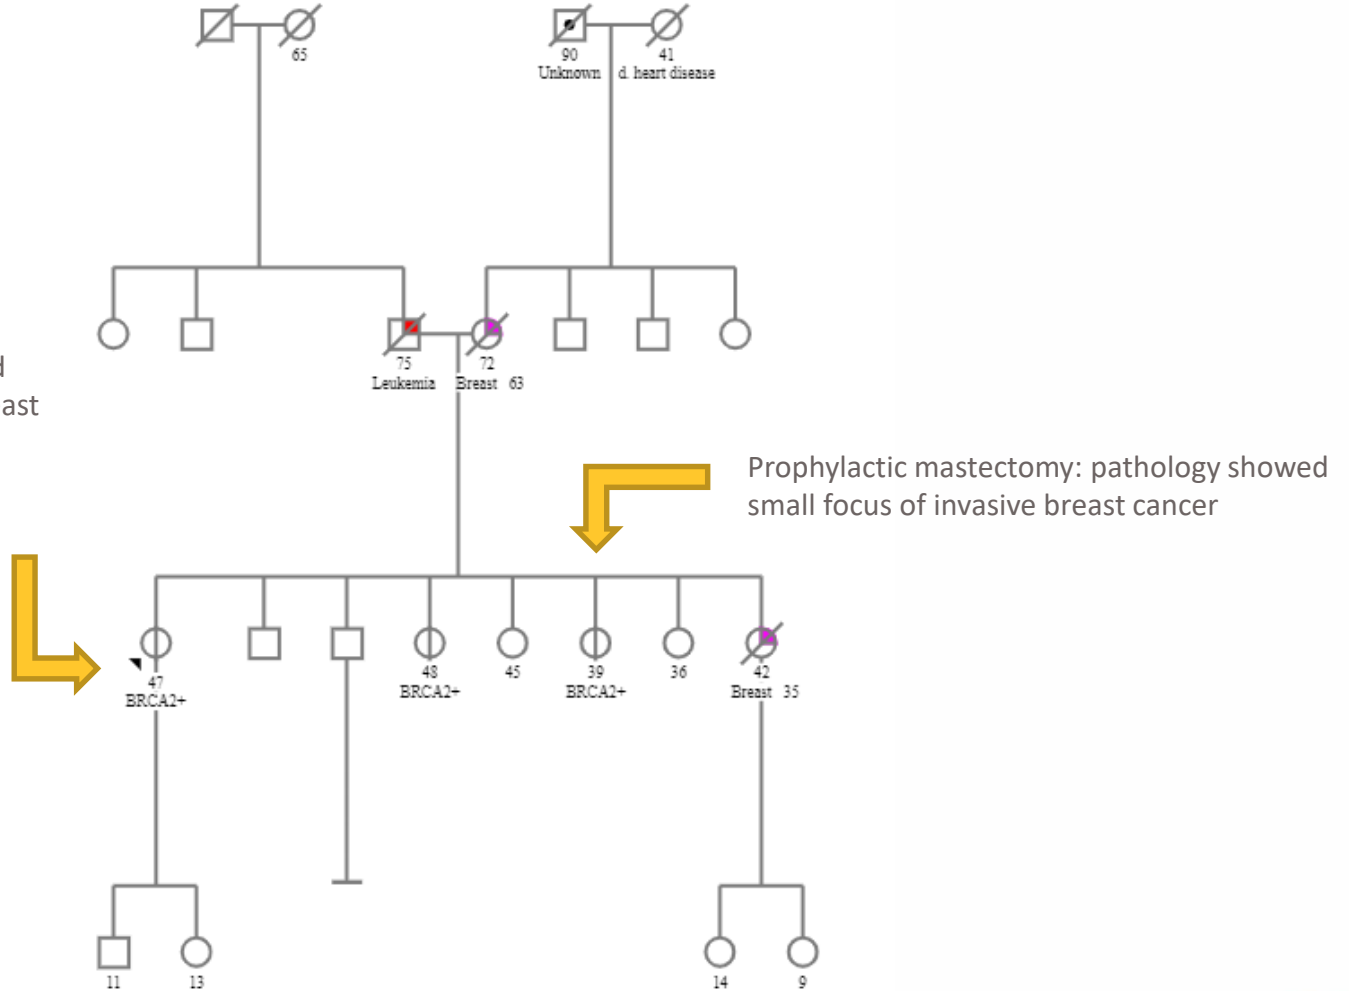 65
90
Unknown
41
d. heart disease
75
Leukemia
72
Breast 63
d
ast
Prophylactic mastectomy: pathology showed
small focus of invasive breast cancer
47
BRCA2+
48
BRCA2+
45
39
BRCA2+
36
42
Breast 35
11
13
14
9